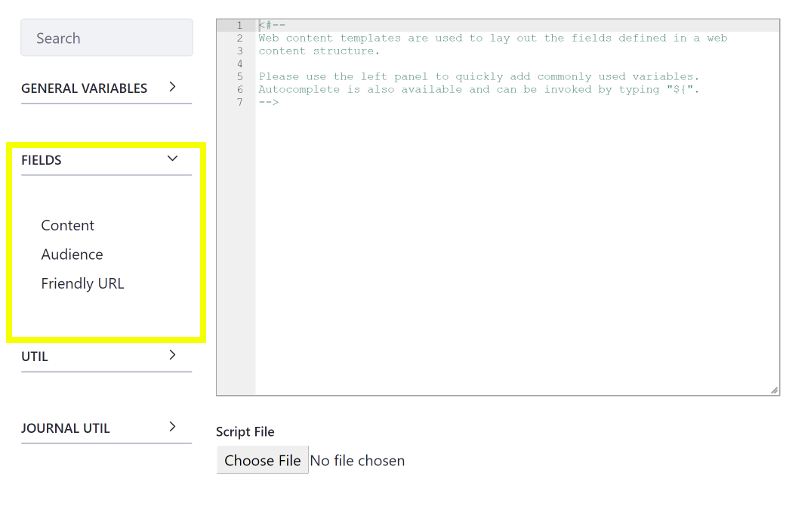 Search
GENERAL VARIABLES
FIELDS
Content
Audience
Friendly URL
UTIL
JOURNAL UTIL
1 <#--
2 Web content templates are used to lay out the fields defined in a web
3 content structure.
4
5 Please use the left panel to quickly add commonly used variables.
6 Autocomplete is also available and can be invoked by typing "${".
7 -->
Script File
Choose File No file chosen